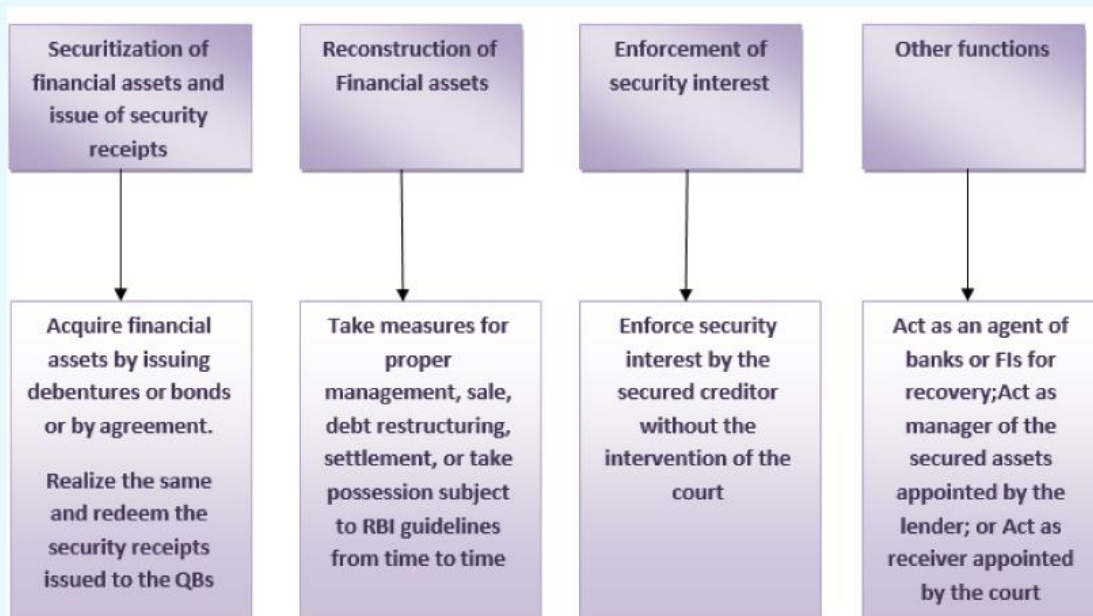 Securitization of
financial assets and
issue of security
receipts
Reconstruction of
Financial assets
Enforcement of
security interest
Other functions
Acquire financial
assets by issuing
debentures or bonds
or by agreement.
Realize the same
and redeem the
security receipts
issued to the QBs
Take measures for
proper
management, sale,
debt restructuring,
settlement, or take
possession subject
to RBI guidelines
from time to time
Enforce security
interest by the
secured creditor
without the
intervention of the
court
Act as an agent of
banks or FIs for
recovery;Act as
manager of the
secured assets
appointed by the
lender; or Act as
receiver appointed
by the court